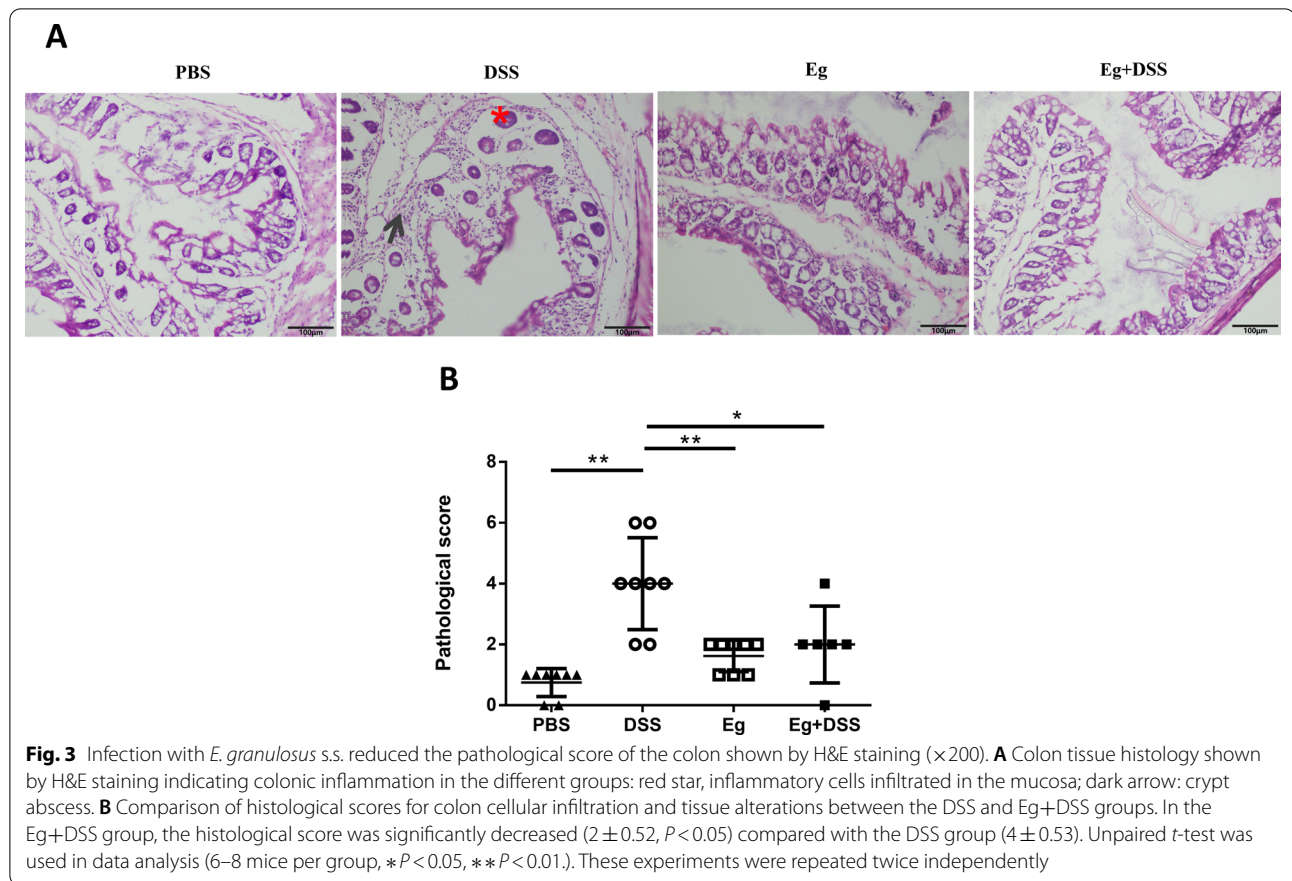 A
PBS
DSS
Eg
Eg+DSS
*
100μm
100μm
100μm
100μm
B
*
**
**
8
6
4
2
0
Pathological score
PBS
DSS
Eg
Eg+DSS
Fig. 3 Infection with E. granulosus s.s. reduced the pathological score of the colon shown by H&E staining (×200). A Colon tissue histology shown
by H&E staining indicating colonic inflammation in the different groups: red star, inflammatory cells infiltrated in the mucosa; dark arrow: crypt
abscess. B Comparison of histological scores for colon cellular infiltration and tissue alterations between the DSS and Eg+DSS groups. In the
Eg+DSS group, the histological score was significantly decreased (2 ± 0.52, P < 0.05) compared with the DSS group (4 ± 0.53). Unpaired t-test was
used in data analysis (6–8 mice per group, *P < 0.05, **P < 0.01.). These experiments were repeated twice independently